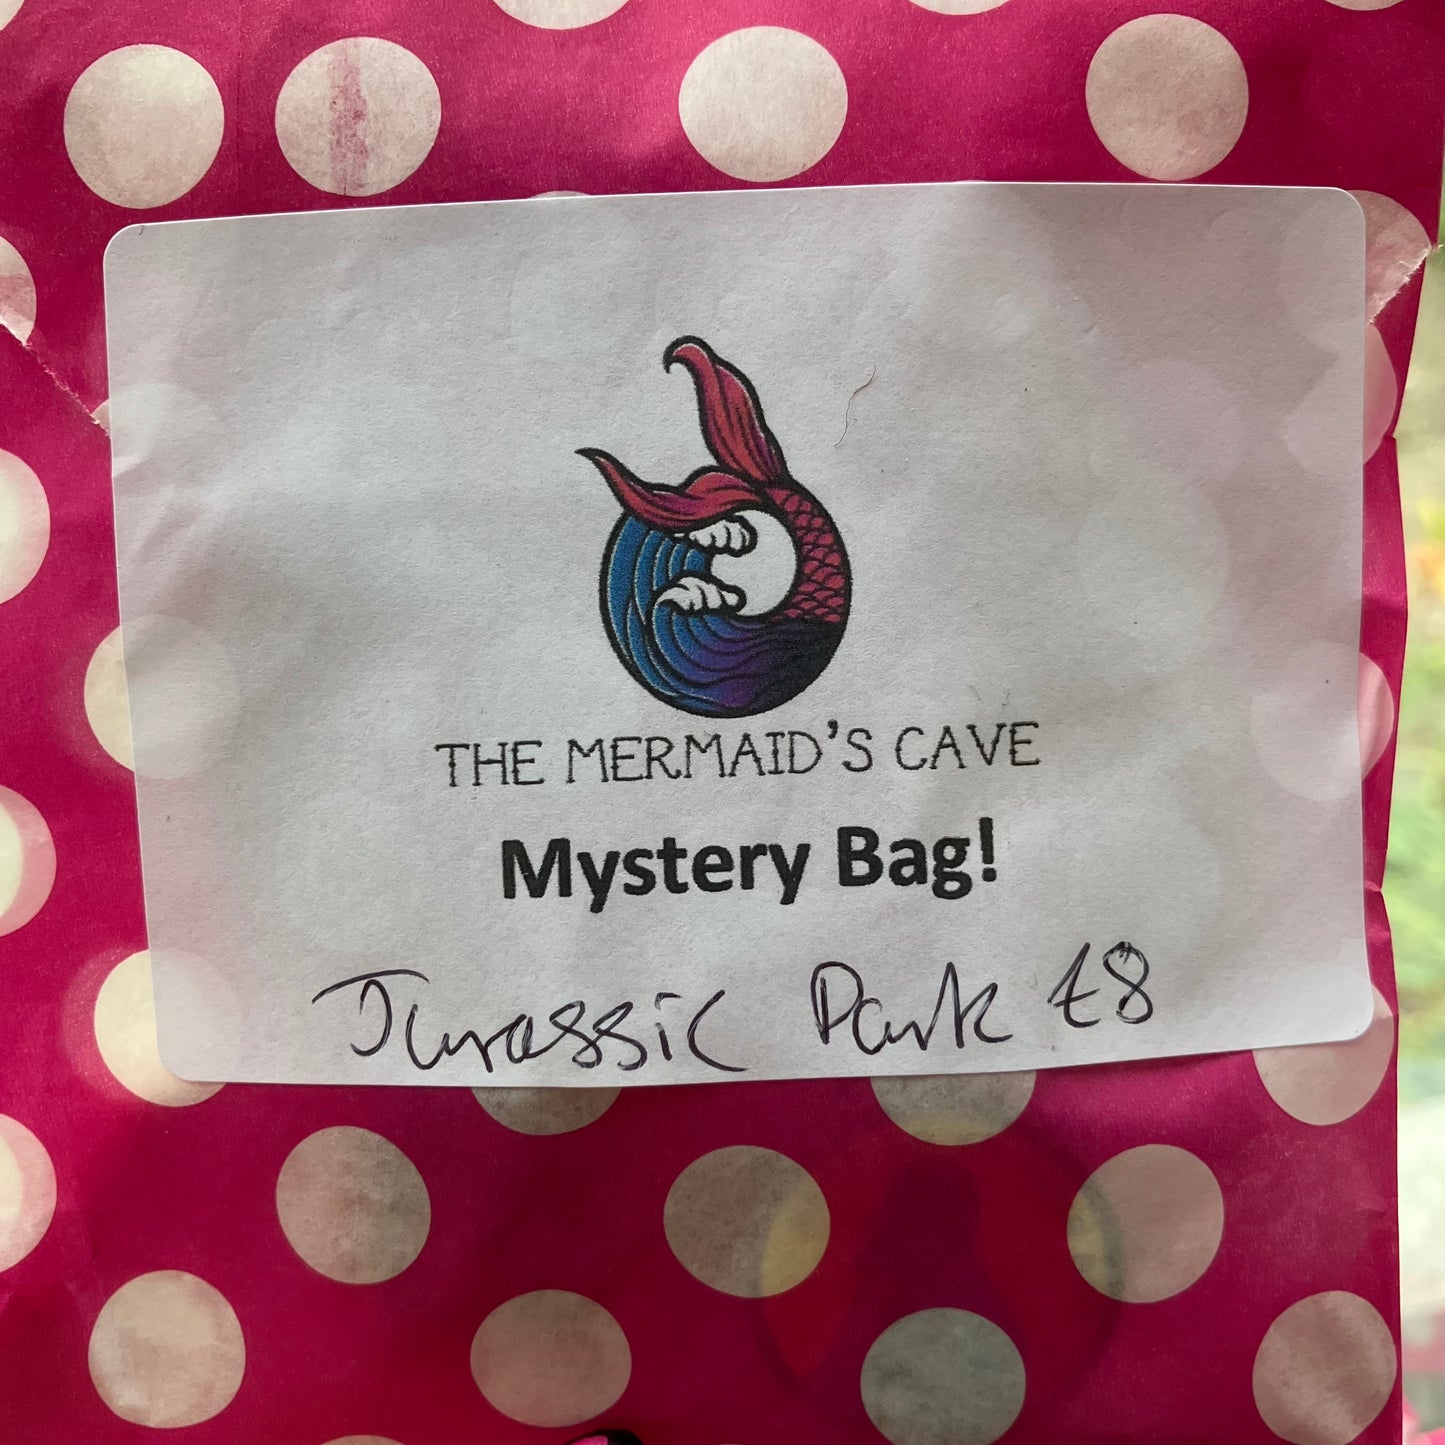 THE MERMAID'S CAVE
Mystery Bag!
Jurassic Park £8